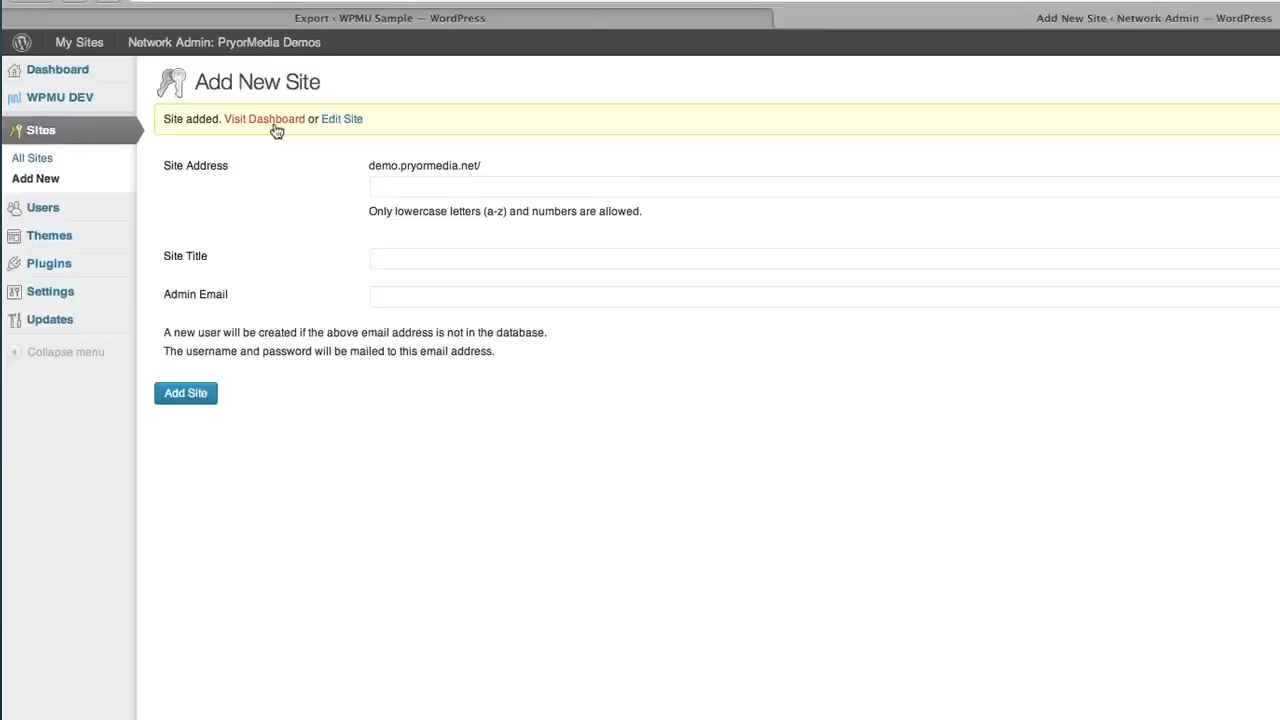 Export ‹ WPMU Sample — WordPress
Add New Site ‹ Network Admin — WordPress
My Sites
Network Admin: PryorMedia Demos
Dashboard
WPMU DEV
Sites
All Sites
Add New
Users
Themes
Plugins
Settings
Updates
Collapse menu
Add New Site
Site added. Visit Dashboard or Edit Site
Site Address
demo.pryormedia.net/
Only lowercase letters (a-z) and numbers are allowed.
Site Title
Admin Email
A new user will be created if the above email address is not in the database.
The username and password will be mailed to this email address.
Add Site